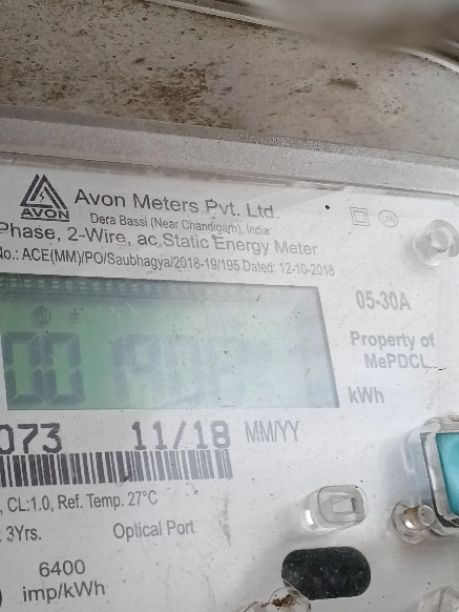 AVON
Avon Meters Pvt. Ltd.
Dera Bassi (Near Chandigarh), India
Phase, 2-Wire, ac Static Energy Meter
No.: ACE(MM)/PO/Saubhagya/2018-19/195 Dated: 12-10-2018
05-30A
Property of
MePDCL
kWh
073 11/18 MM/YY
, CL:1.0, Ref. Temp. 27°C
3Yrs. Optical Port
6400
imp/kWh